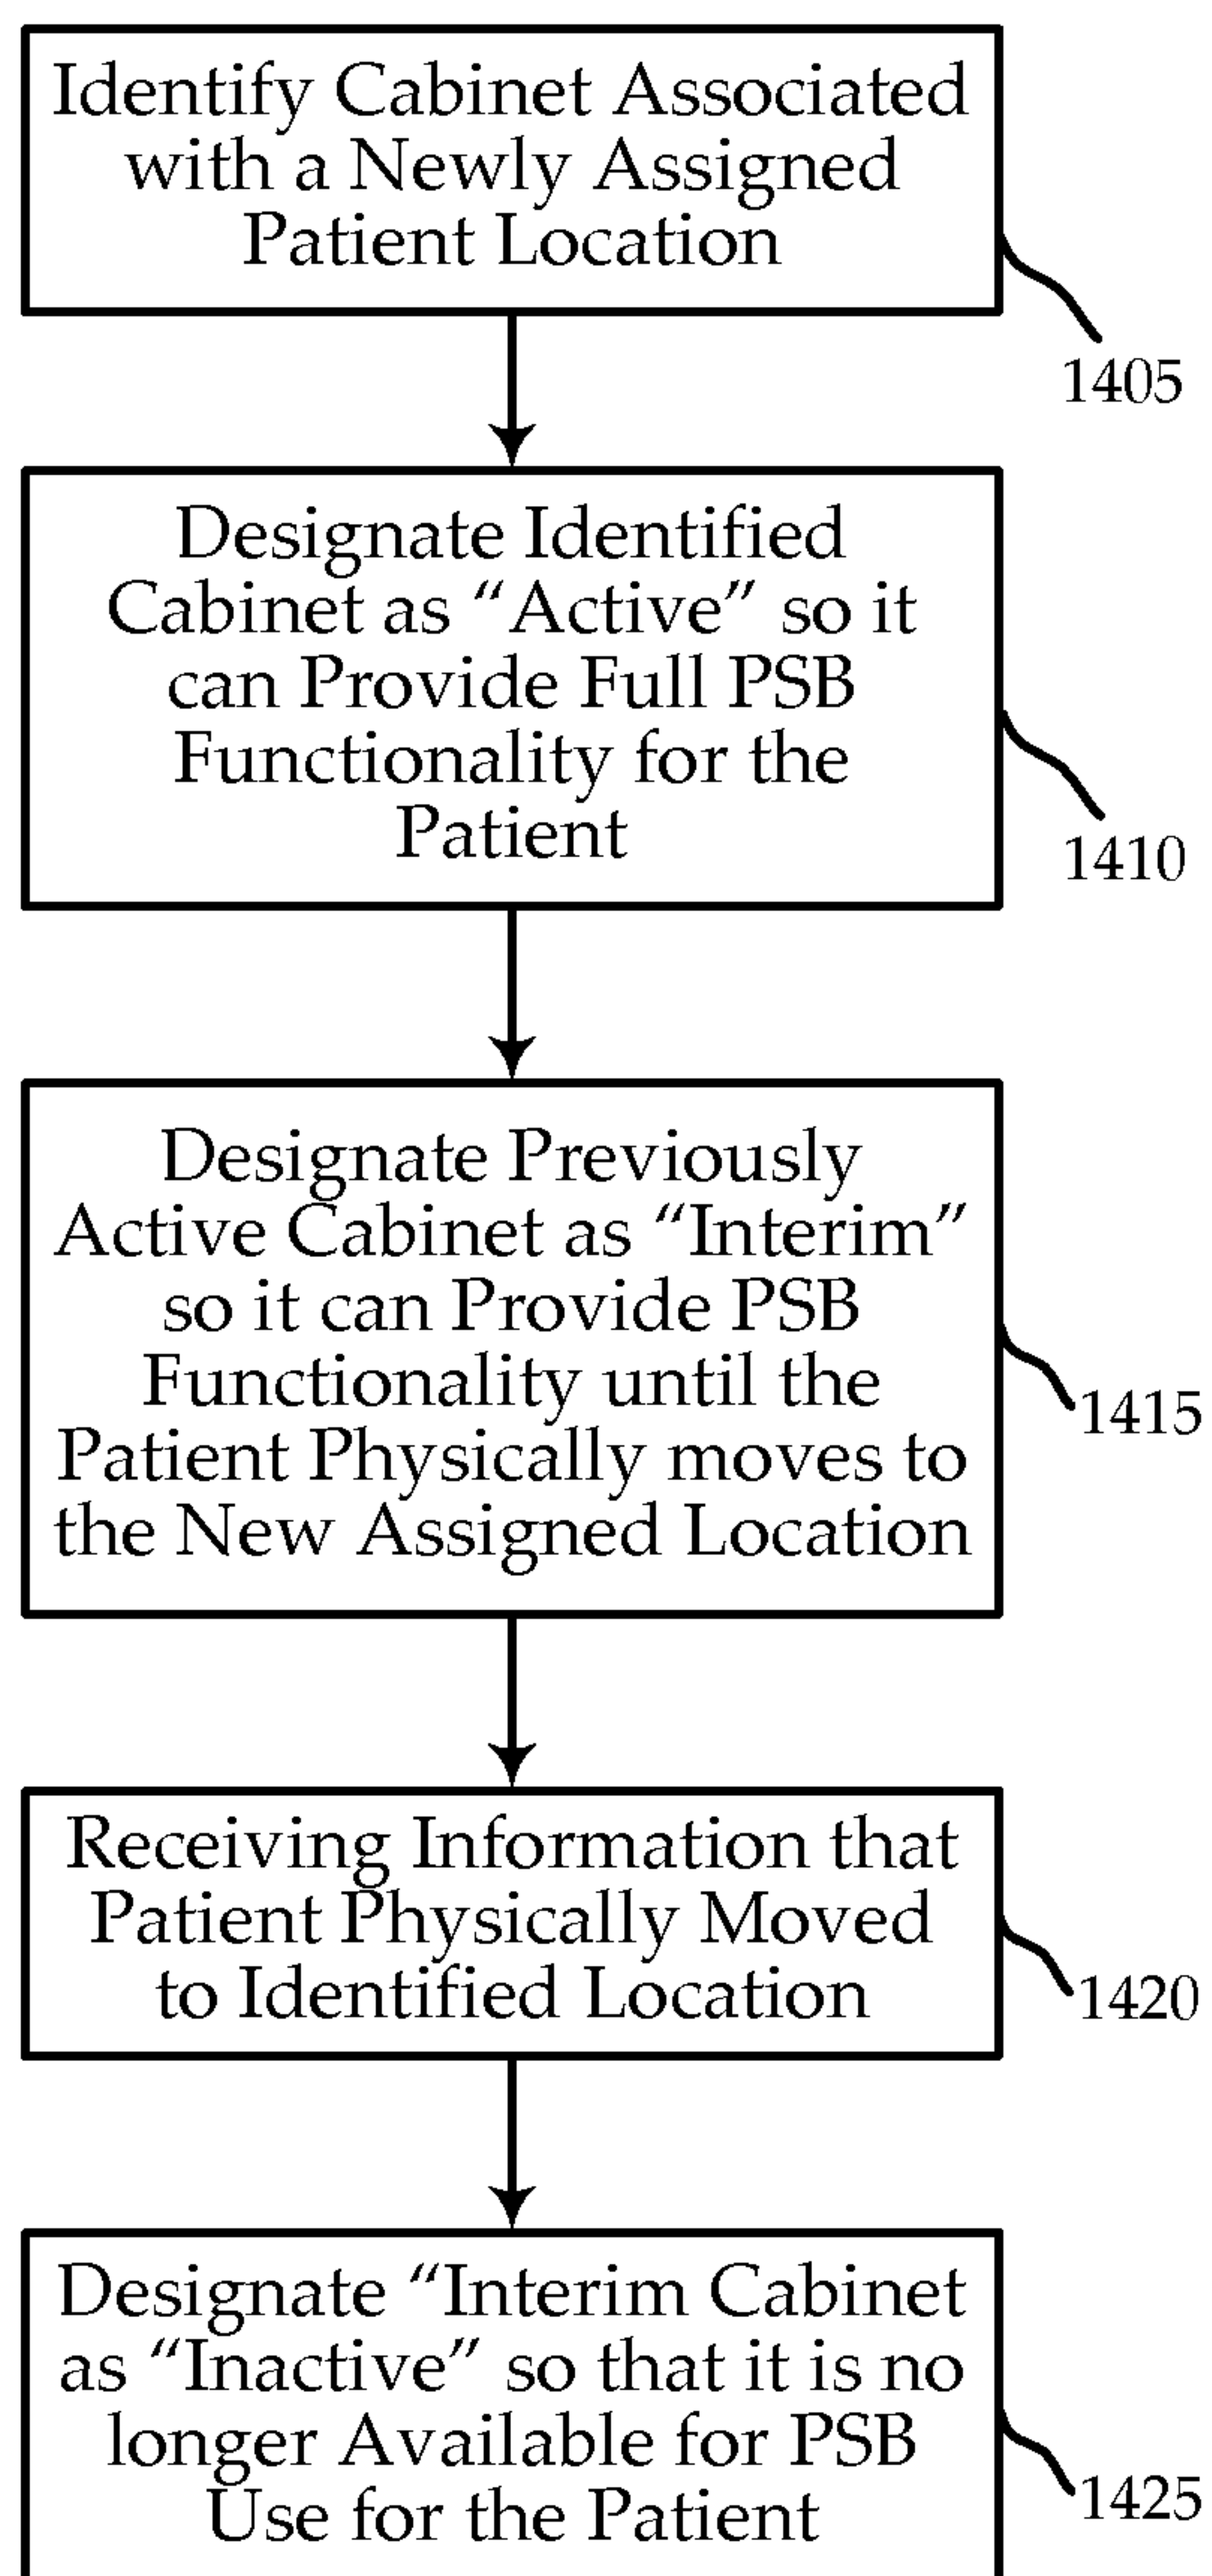 Identify Cabinet Associated
with a Newly Assigned
Patient Location
1405
Designate Identified
Cabinet as “Active” so it
can Provide Full PSB
Functionality for the
Patient
1410
Designate Previously
Active Cabinet as “Interim”
so it can Provide PSB
Functionality until the
Patient Physically moves to
the New Assigned Location
1415
Receiving Information that
Patient Physically Moved
to Identified Location
1420
Designate “Interim Cabinet
as “Inactive” so that it is no
longer Available for PSB
Use for the Patient
1425